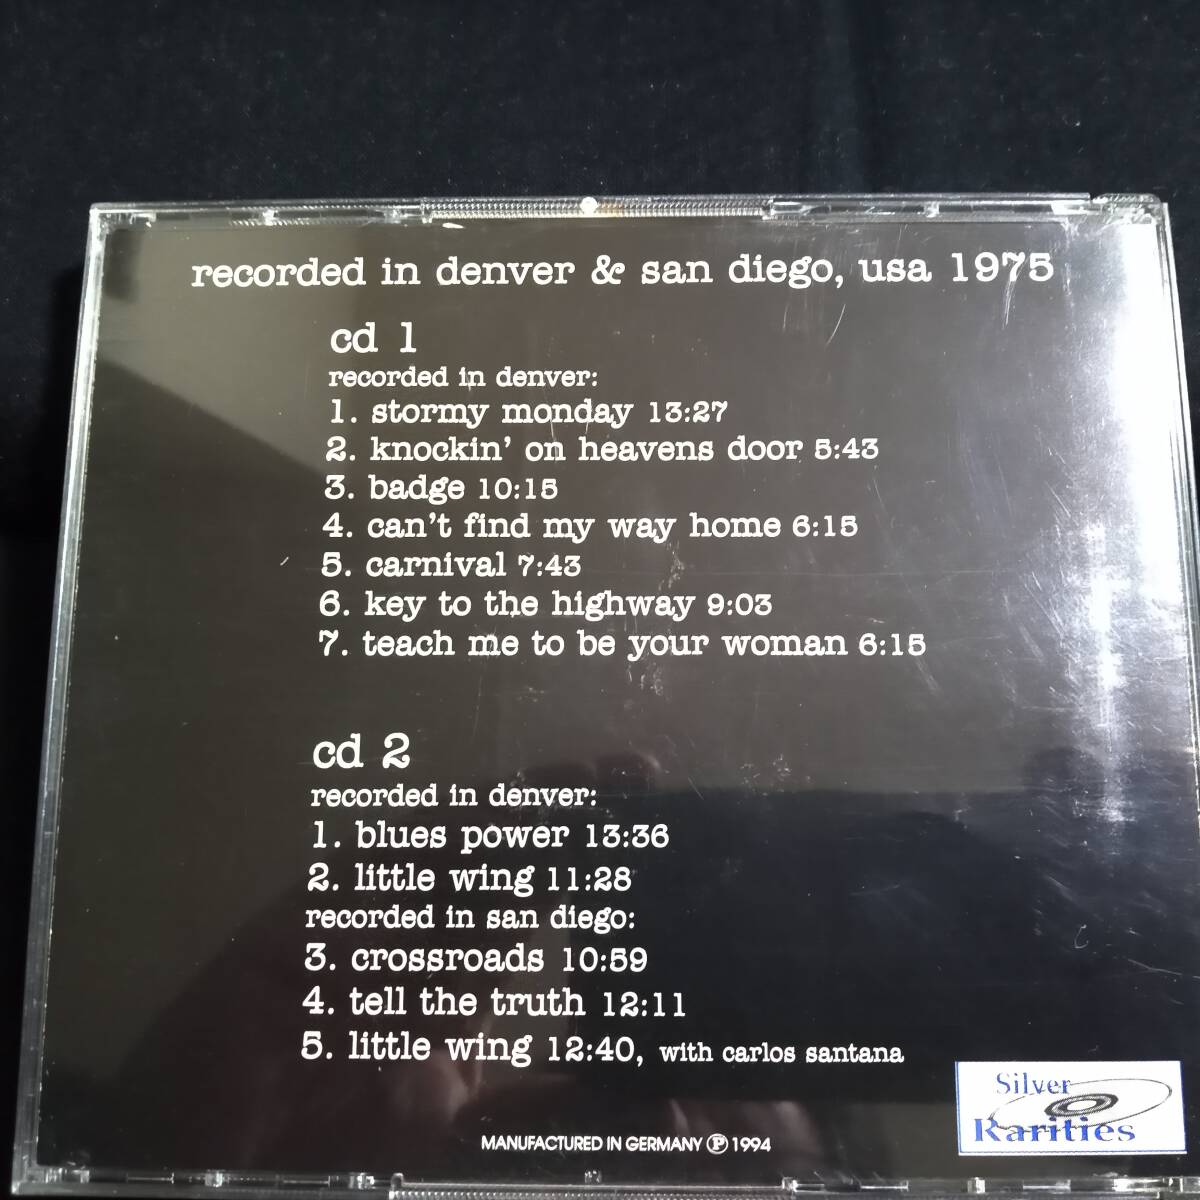 recorded in denver & san diego, usa 1975
cd 1
recorded in denver:
1. stormy monday 13:27
2. knockin' on heavens door 5:43
3. badge 10:15
4. can't find my way home 6:15
5. carnival 7:43
6. key to the highway 9:03
7. teach me to be your woman 6:15
cd 2
recorded in denver:
1. blues power 13:36
2. little wing 11:28
recorded in san diego:
3. crossroads 10:59
4. tell the truth 12:11
5. little wing 12:40, with carlos santana
Silver
Rarities
MANUFACTURED IN GERMANY Ⓟ 1994